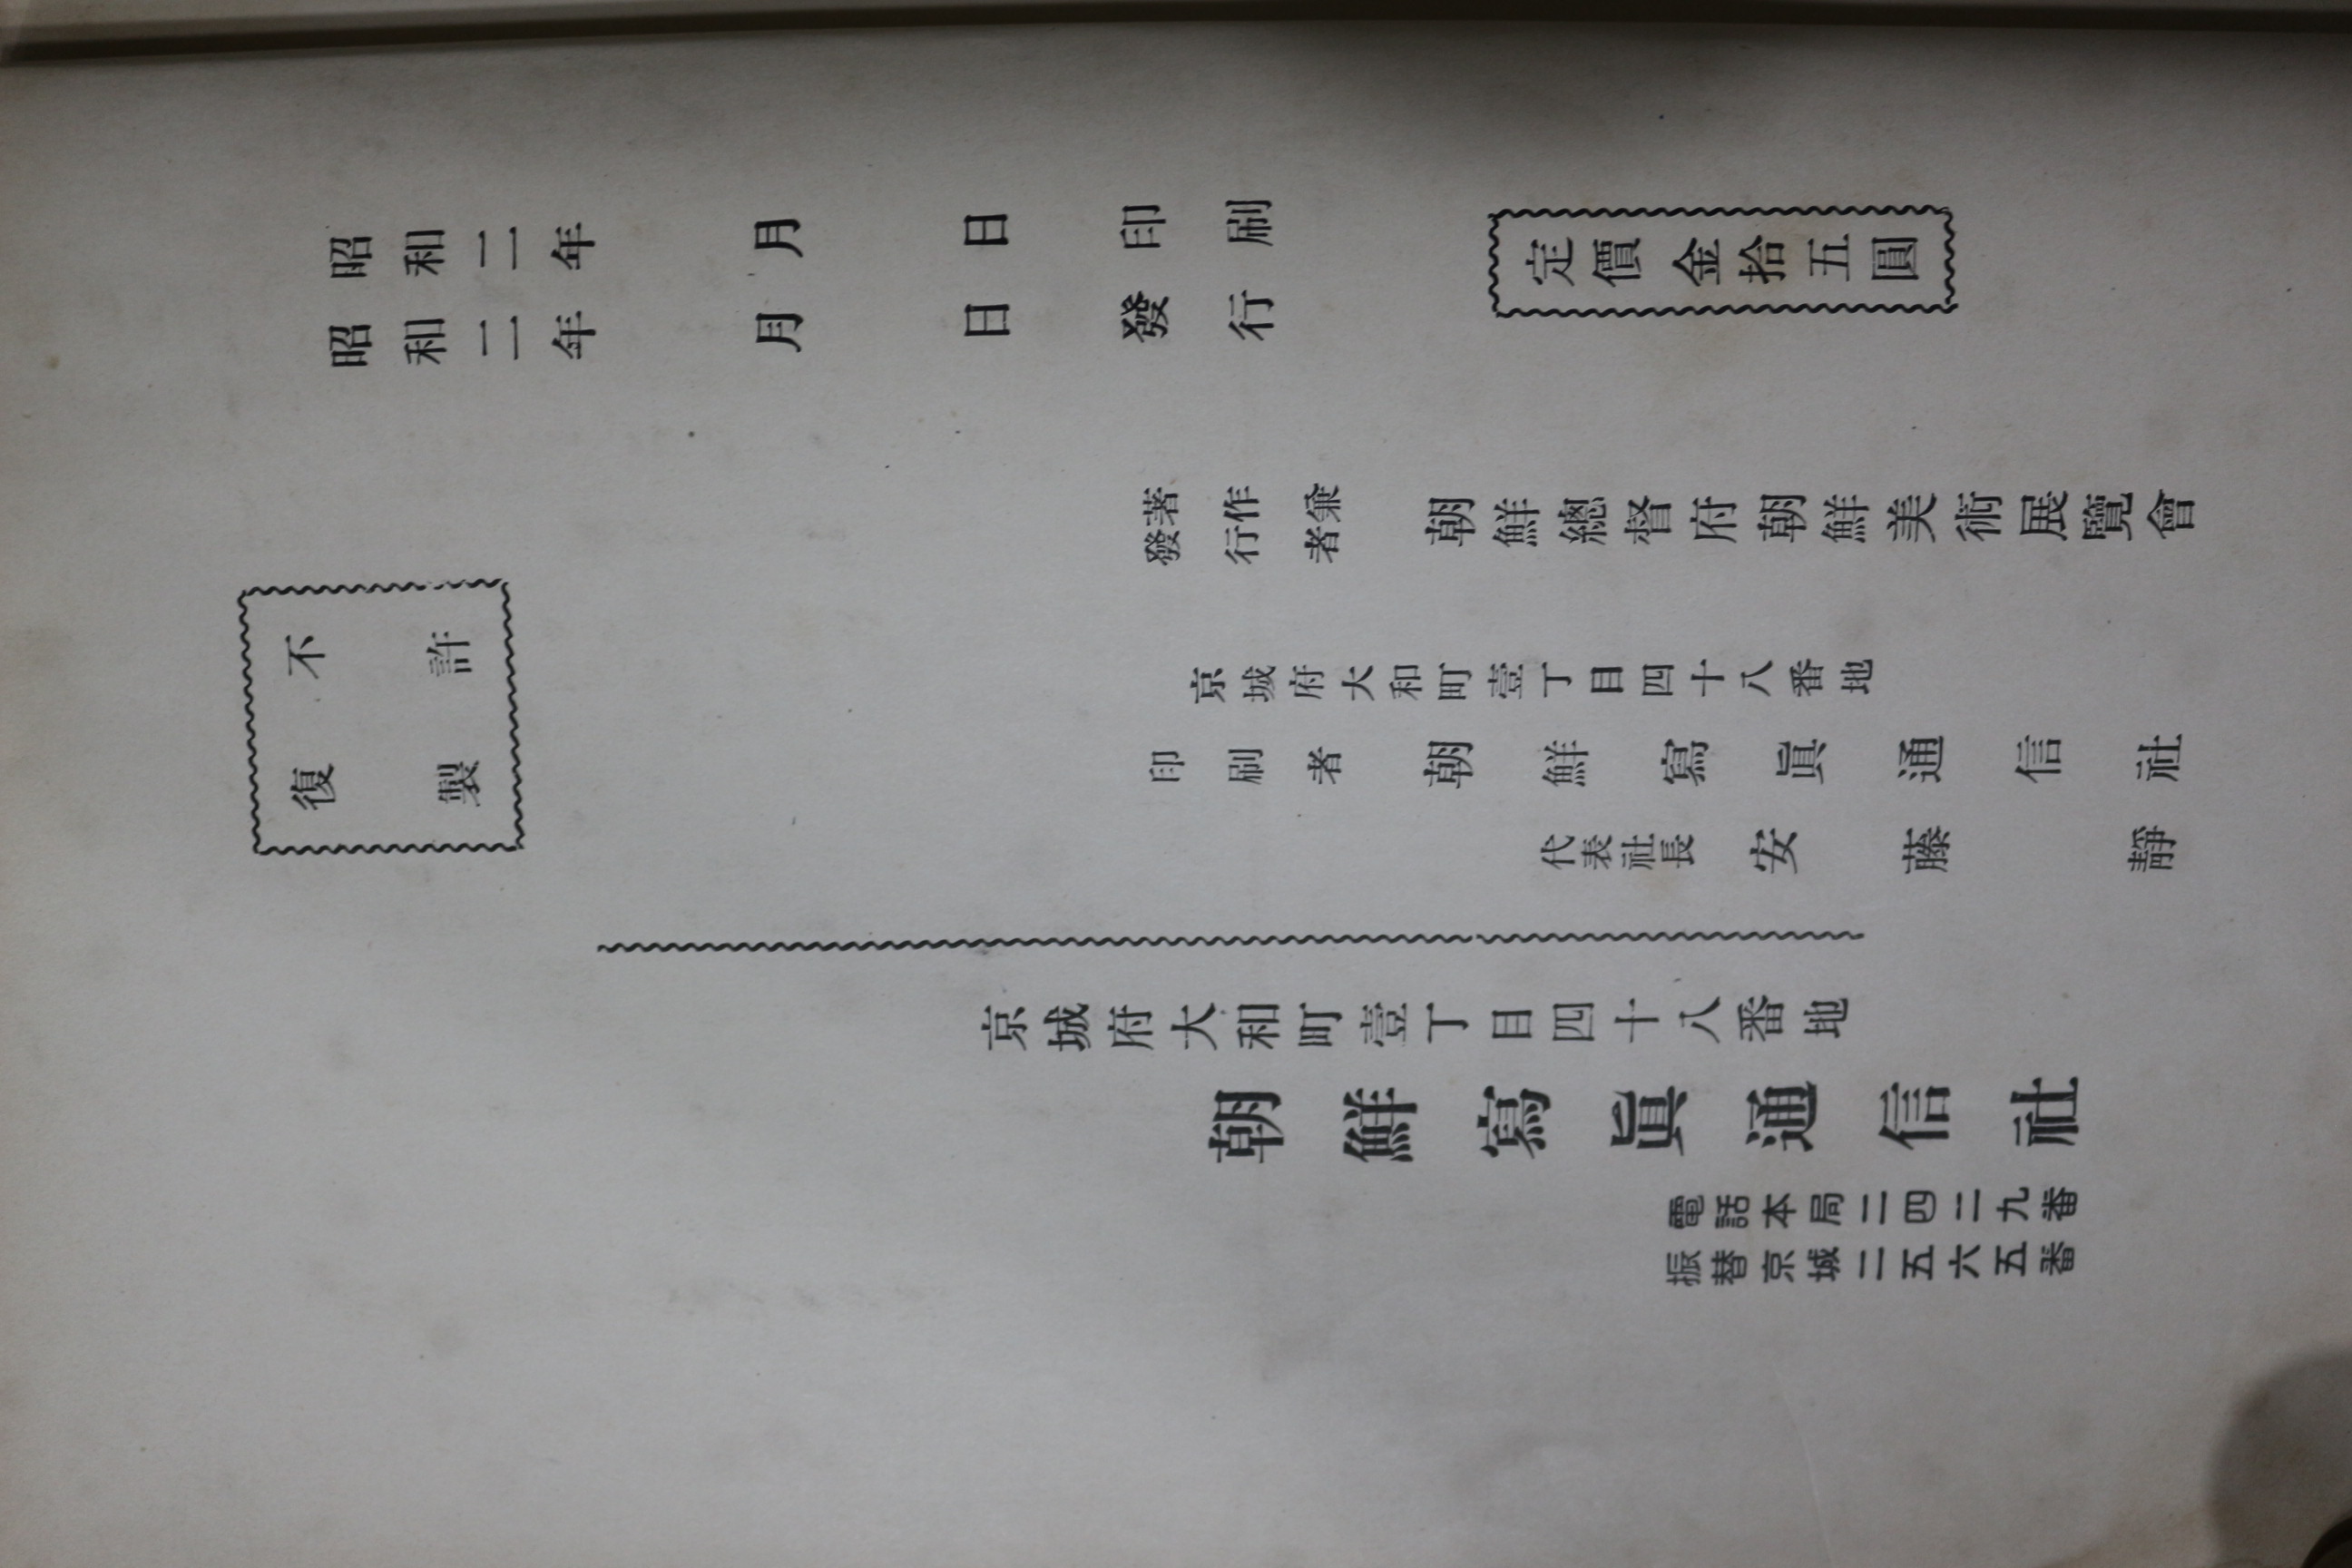 昭和二年 月 日印刷
昭和二年 月 日發行
定價金拾五圓
不許
復製
著作兼
發行者
朝鮮總督府朝鮮美術展覽會
京城府大和町壹丁目四十八番地
印刷者 朝鮮寫眞通信社
代表社長 安藤靜
京城府大和町壹丁目四十八番地
朝鮮寫眞通信社
電話本局二四二九番
振替京城二五六五番